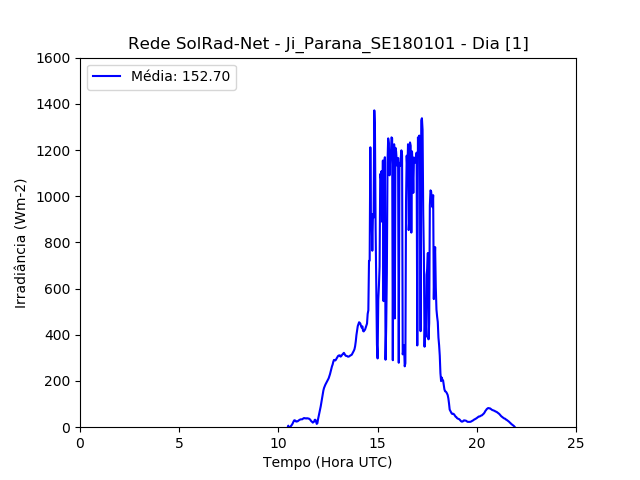 Rede SolRad-Net - Ji_Parana_SE180101 - Dia [1]
Média: 152.70
Irradiância (Wm-2)
1600
1400
1200
1000
800
600
400
200
0
0 5 10 15 20 25
Tempo (Hora UTC)